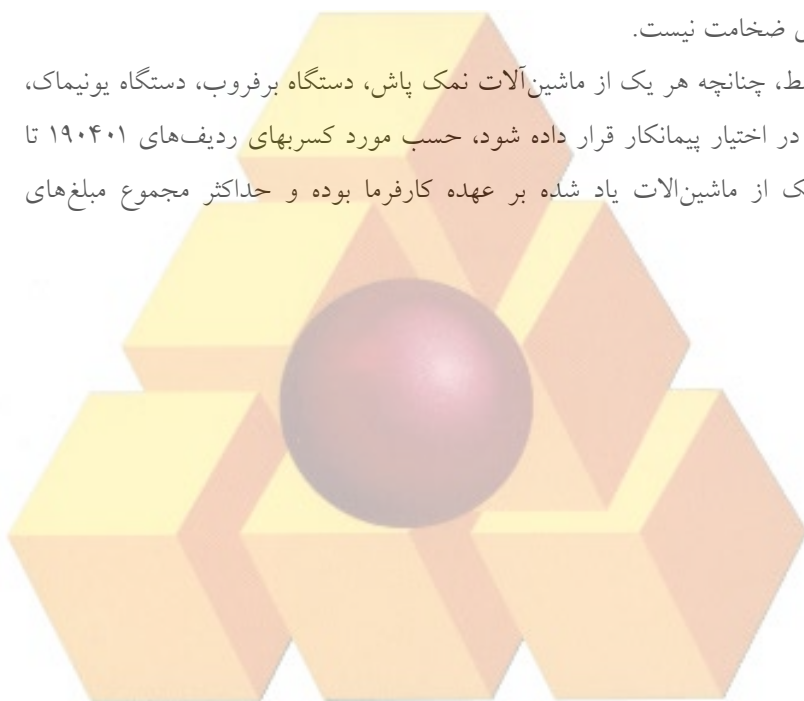 ضخامت نیست.
چنانچه هر یک از ماشین‌آلات نمک پاش، دستگاه برفروب، دستگاه یونیماک،
در اختیار پیمانکار قرار داده شود، حسب مورد کسربهای ردیف‌های ۱۹۰۴۰۱ تا
از ماشین‌الات یاد شده بر عهده کارفرما بوده و حداکثر مجموع مبلغ‌های